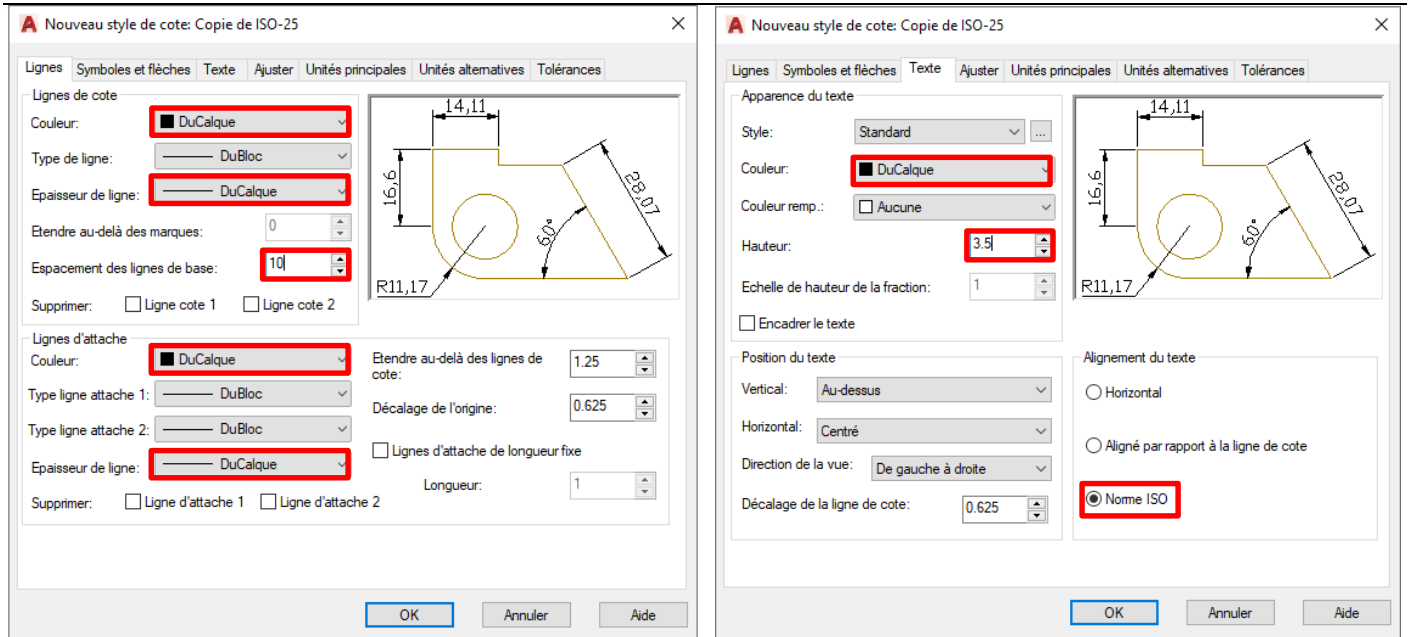 Nouveau style de cote: Copie de ISO-25
Lignes Symboles et flèches Texte Ajuster Unités principales Unités alternatives Tolérances
Lignes de cote
Couleur: DuCalque
Type de ligne: DuBloc
Epaisseur de ligne: DuCalque
Etendre au-delà des marques: 0
Espacement des lignes de base: 10
Supprimer: Ligne cote 1 Ligne cote 2
14,11
16,6
28,07
60°
R11,17
Lignes d'attache
Couleur: DuCalque
Type ligne attache 1: DuBloc
Type ligne attache 2: DuBloc
Epaisseur de ligne: DuCalque
Supprimer: Ligne d'attache 1 Ligne d'attache 2
Etendre au-delà des lignes de
cote: 1.25
Décalage de l'origine: 0.625
Lignes d'attache de longueur fixe
Longueur: 1
OK Annuler Aide
Nouveau style de cote: Copie de ISO-25
Lignes Symboles et flèches Texte Ajuster Unités principales Unités alternatives Tolérances
Apparence du texte
Style: Standard ...
Couleur: DuCalque
Couleur remp.: Aucune
Hauteur: 3.5
Echelle de hauteur de la fraction: 1
Encadrer le texte
14,11
16,6
28,07
60°
R11,17
Position du texte
Vertical: Au-dessus
Horizontal: Centré
Direction de la vue: De gauche à droite
Décalage de la ligne de cote: 0.625
Alignement du texte
Horizontal
Aligné par rapport à la ligne de cote
Norme ISO
OK Annuler Aide